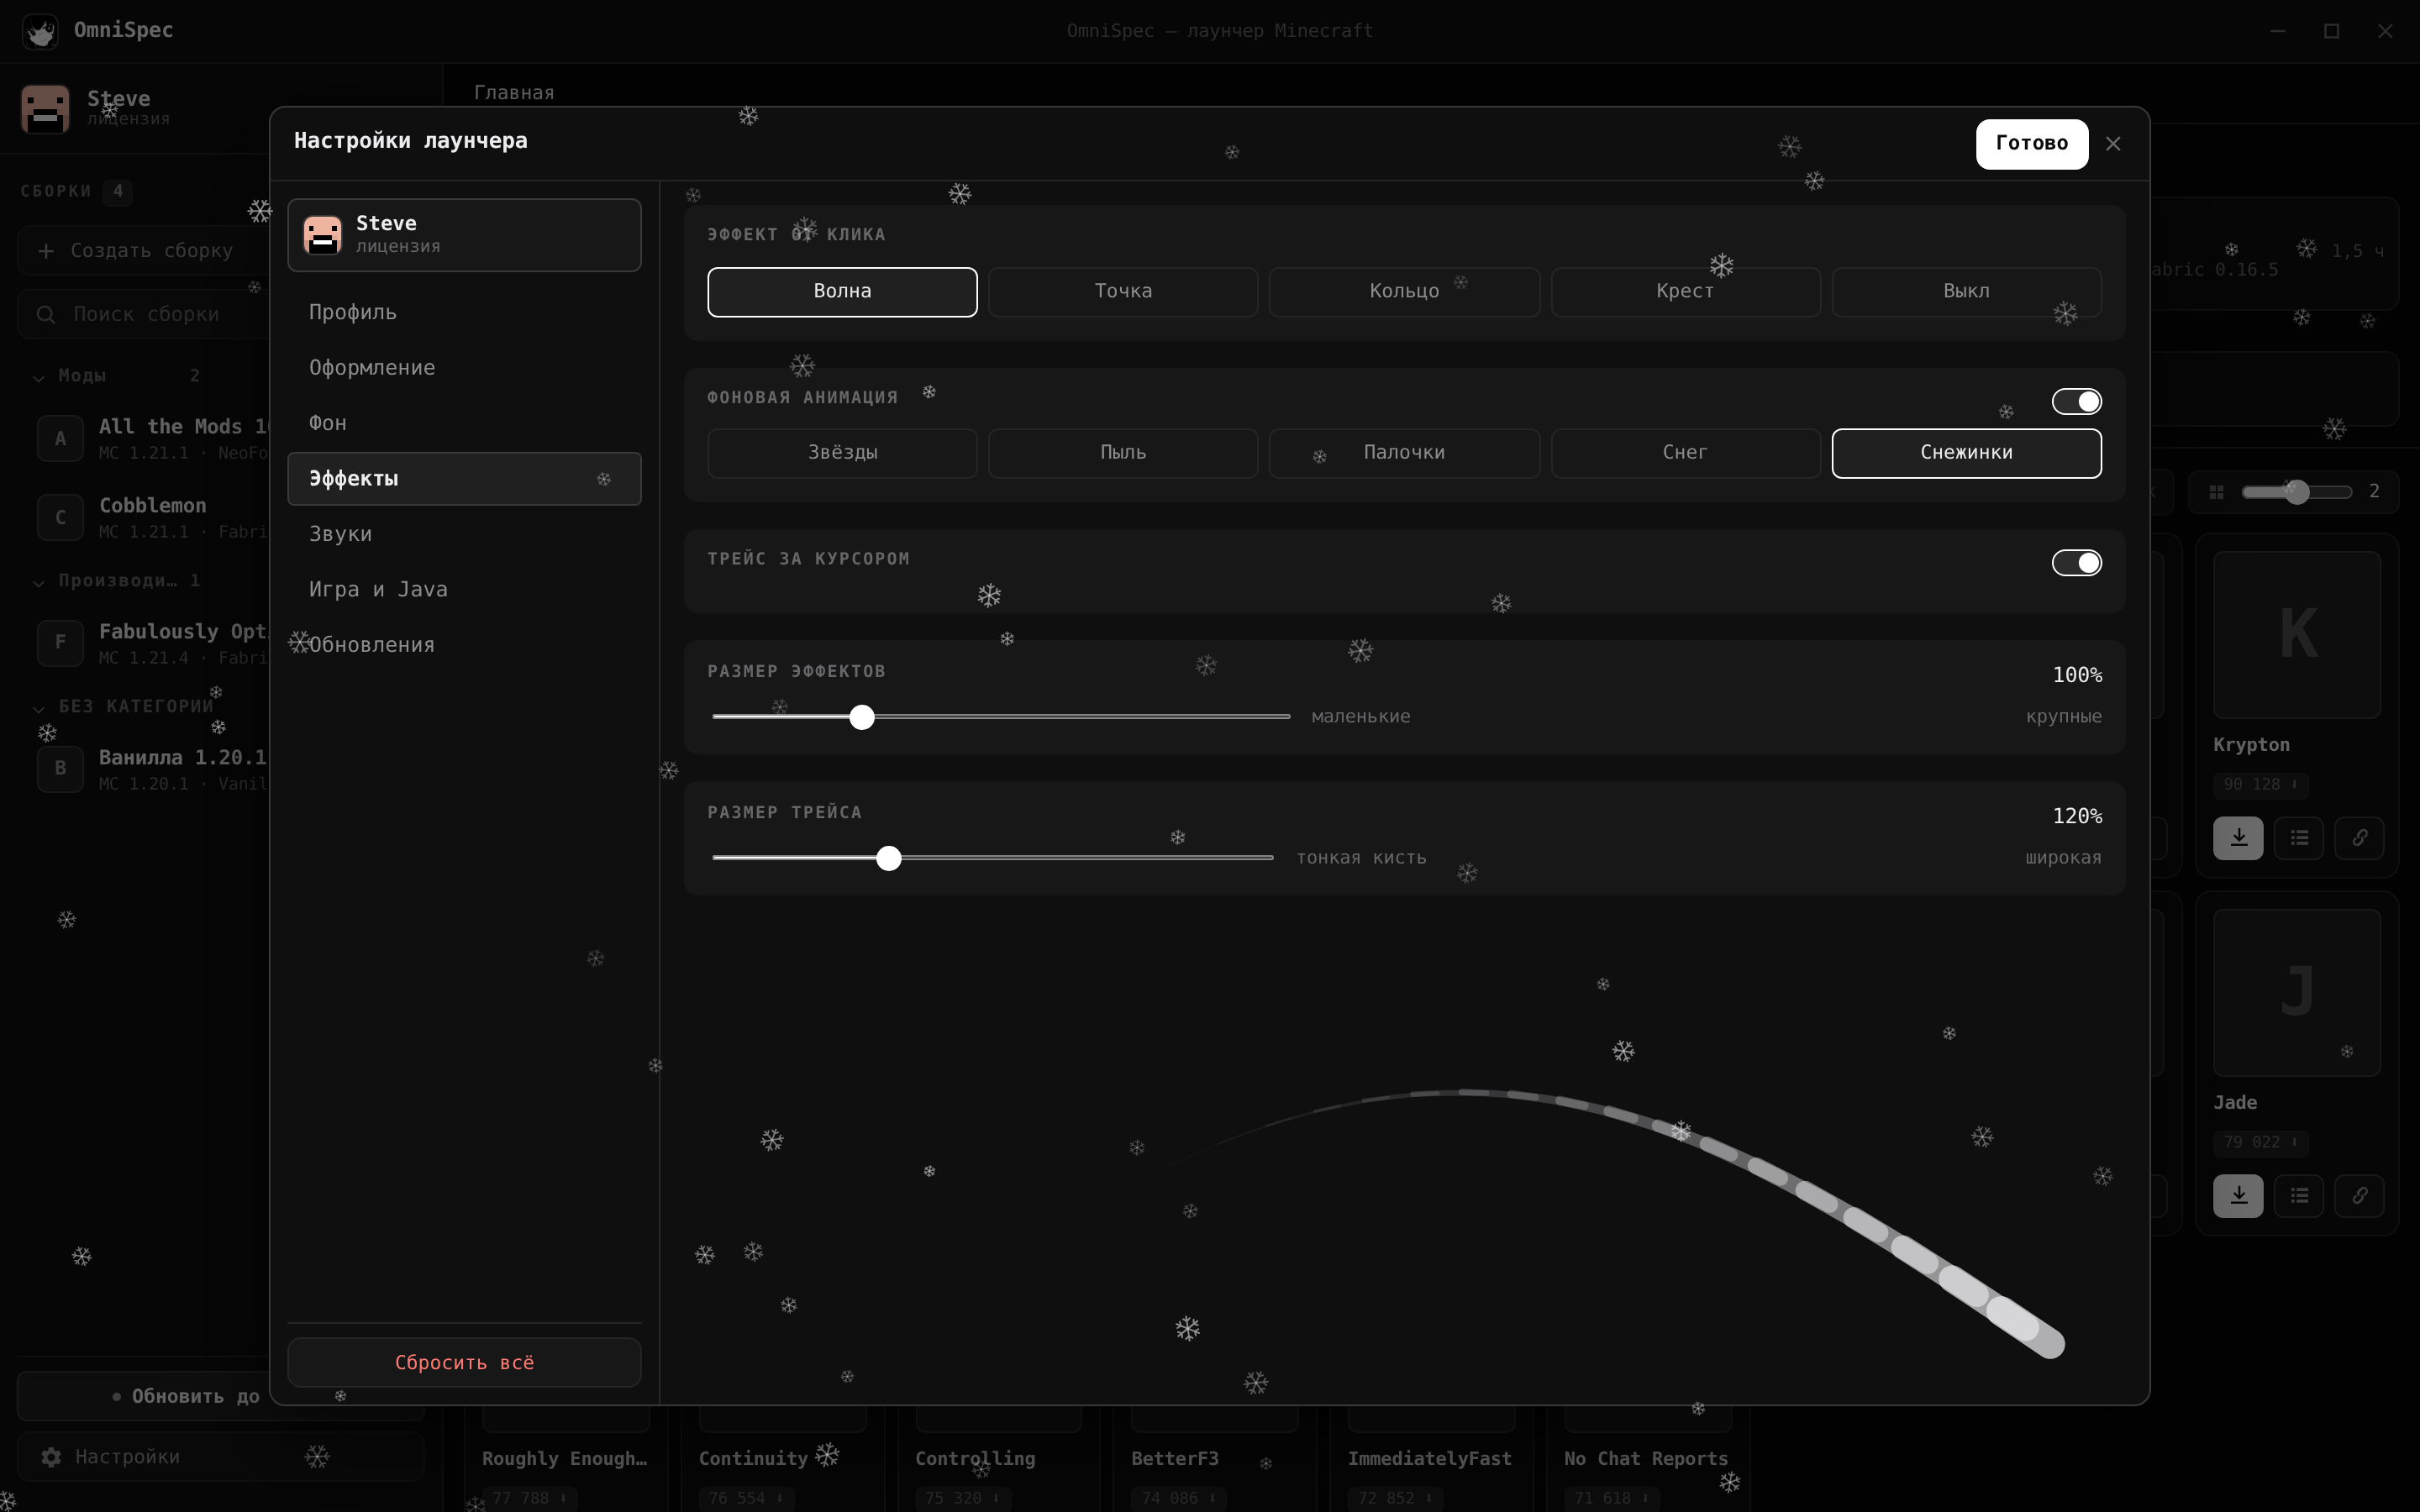 OmniSpec
OmniSpec — лаунчер Minecraft
Steve
лицензия
Главная
СБОРКИ 4
Создать сборку
Поиск сборки
Моды 2
A
All the Mods 1
MC 1.21.1 · NeoFo
C
Cobblemon
MC 1.21.1 · Fabri
Производи… 1
F
Fabulously Opt
MC 1.21.4 · Fabri
БЕЗ КАТЕГОРИИ
В
Ванилла 1.20.1
MC 1.20.1 · Vanil
Обновить до
Настройки
Настройки лаунчера
Готово
Steve
лицензия
Профиль
Оформление
Фон
Эффекты
Звуки
Игра и Java
Обновления
Сбросить всё
ЭФФЕКТ ОТ КЛИКА
Волна
Точка
Кольцо
Крест
Выкл
ФОНОВАЯ АНИМАЦИЯ
Звёзды
Пыль
Палочки
Снег
Снежинки
ТРЕЙС ЗА КУРСОРОМ
РАЗМЕР ЭФФЕКТОВ
100%
маленькие
крупные
РАЗМЕР ТРЕЙСА
120%
тонкая кисть
широкая
1,5 ч
abric 0.16.5
2
K
Krypton
90 128 ⬇
J
Jade
79 022 ⬇
Roughly Enough…
77 788 ⬇
Continuity
76 554 ⬇
Controlling
75 320 ⬇
BetterF3
74 086 ⬇
ImmediatelyFast
72 852 ⬇
No Chat Reports
71 618 ⬇